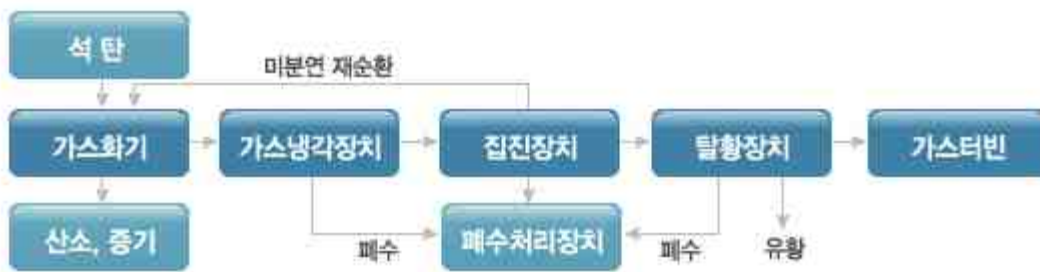 석 탄
미분연 재순환
가스화기
가스냉각장치
집진장치
탈황장치
가스터빈
산소, 증기
폐수
폐수처리장치
폐수
유황